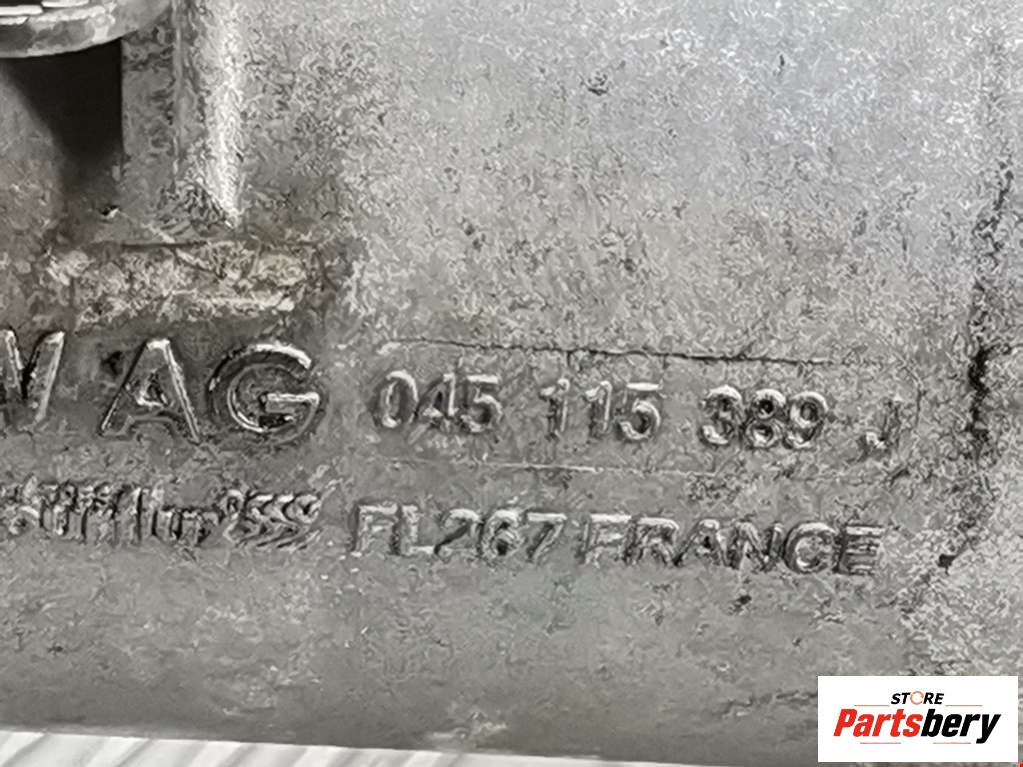 W AG 045 115 389 J
FL267 FRANCE
STORE
Partsbery